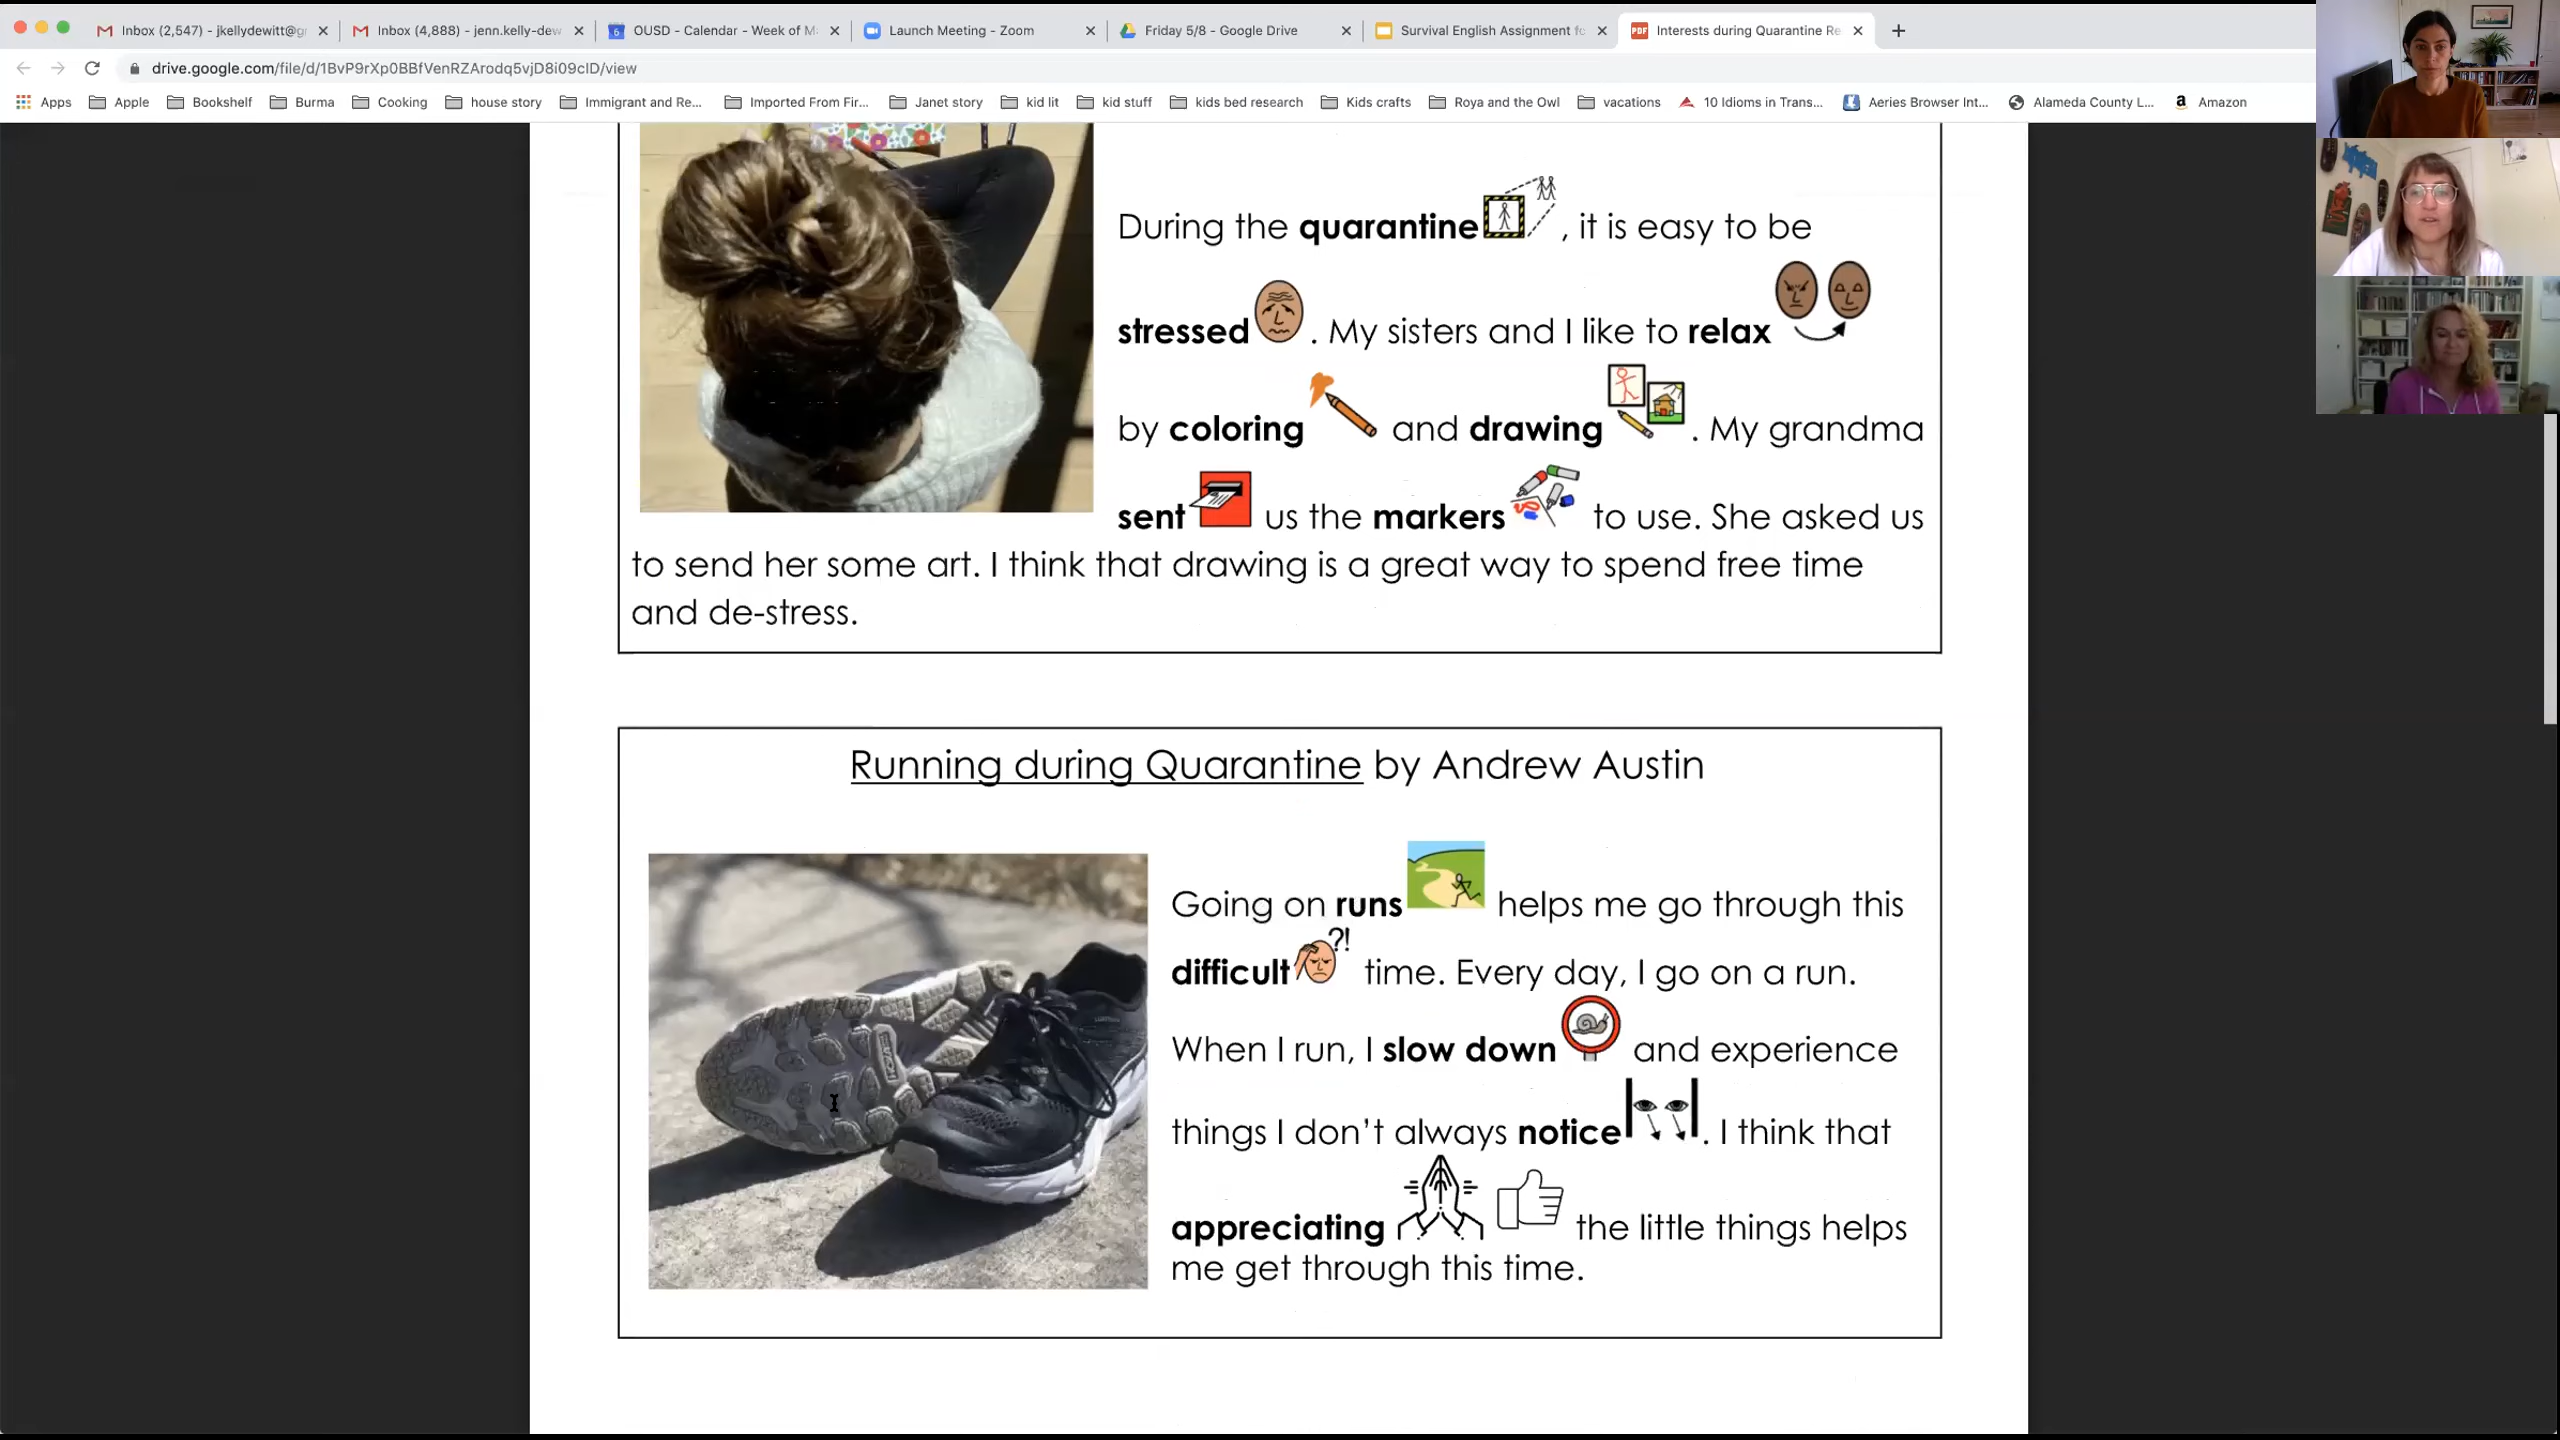 Inbox (2,547) - jkellydewitt@g
Inbox (4,888) - jenn.kelly-dew
OUSD - Calendar - Week of M
Launch Meeting - Zoom
Friday 5/8 - Google Drive
Survival English Assignment fo
PDF Interests during Quarantine Re
drive.google.com/file/d/1BvP9rXp0BBfVenRZArodq5vjD8i09cID/view
Apps Apple Bookshelf Burma Cooking house story Immigrant and Re... Imported From Fir... Janet story kid lit kid stuff kids bed research Kids crafts Roya and the Owl vacations 10 Idioms in Trans... Aeries Browser Int... Alameda County L... Amazon
During the quarantine , it is easy to be
stressed . My sisters and I like to relax
by coloring and drawing . My grandma
sent us the markers to use. She asked us
to send her some art. I think that drawing is a great way to spend free time
and de-stress.
Running during Quarantine by Andrew Austin
Going on runs helps me go through this
difficult ?! time. Every day, I go on a run.
When I run, I slow down and experience
things I don't always notice . I think that
appreciating the little things helps
me get through this time.